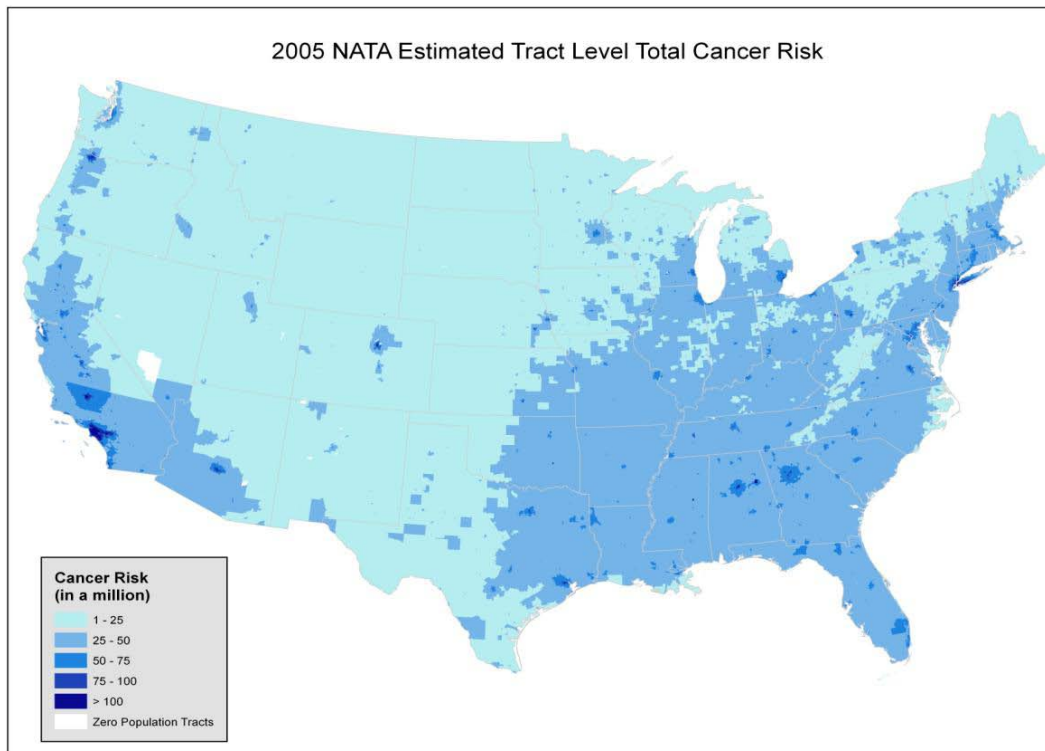 2005 NATA Estimated Tract Level Total Cancer Risk
Cancer Risk
(in a million)
1 - 25
25 - 50
50 - 75
75 - 100
> 100
Zero Population Tracts